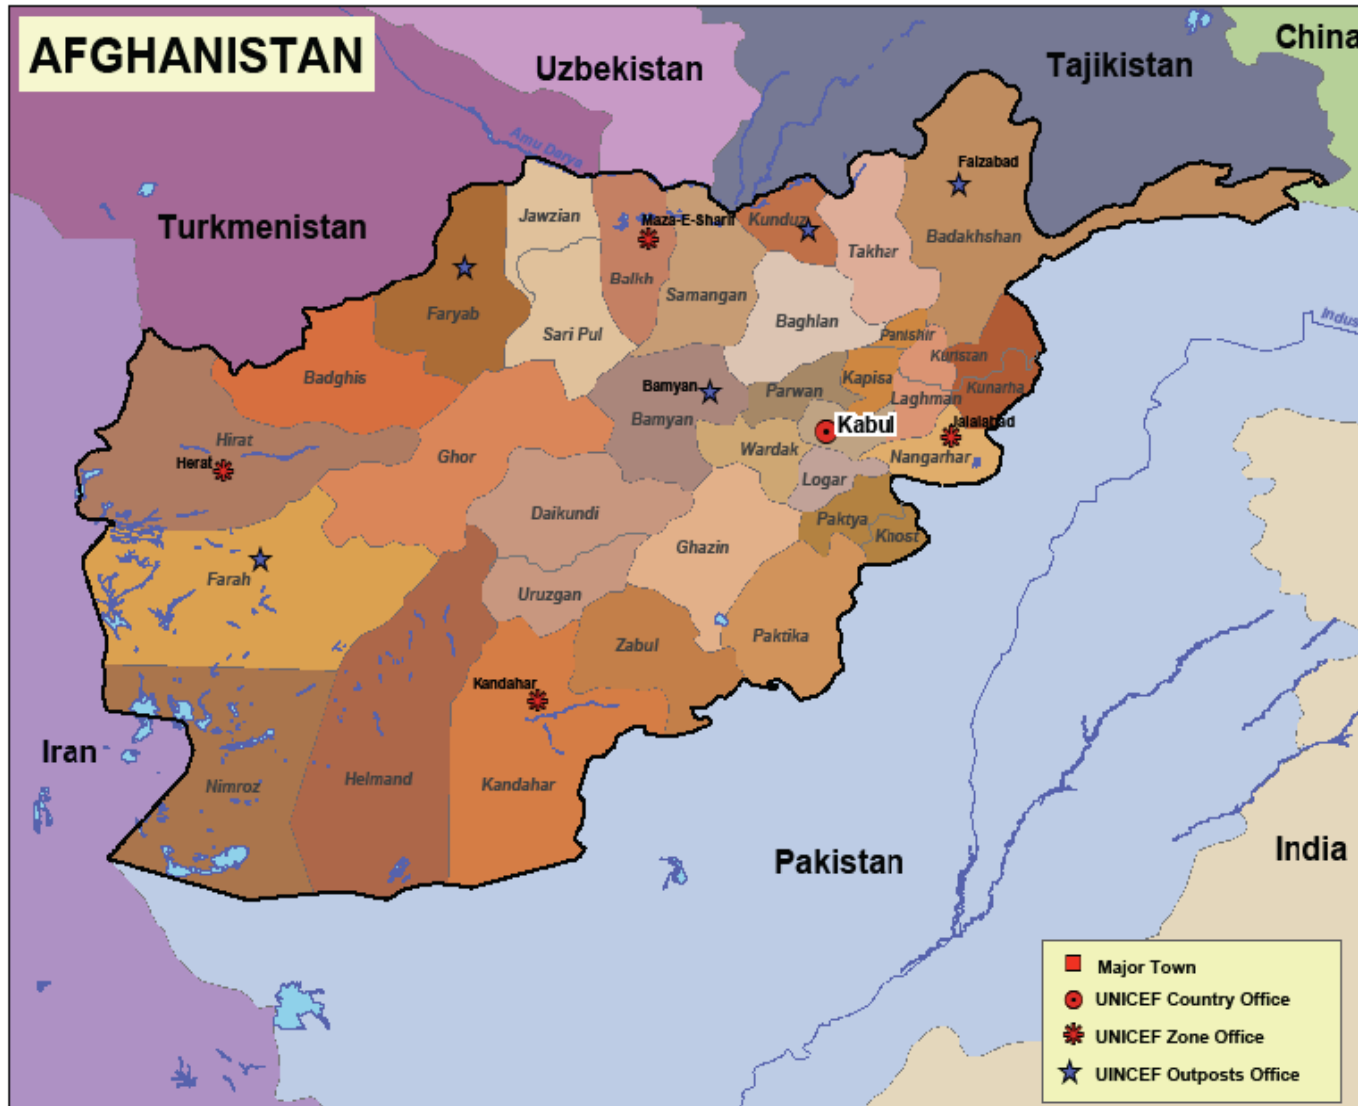 AFGHANISTAN
China
Uzbekistan
Tajikistan
Amu Darya
Faizabad
Turkmenistan
Jawzian
Maza-E-Sharif
Kunduz
Takhar
Badakhshan
Balkh
Samangan
Faryab
Sari Pul
Baghlan
Panishir
Indus
Badghis
Kuristan
Kapisa
Kunarha
Bamyan
Parwan
Laghman
Bamyan
Kabul
Jalalabad
Hirat
Herat
Ghor
Wardak
Nangarhar
Logar
Daikundi
Paktya
Khost
Ghazin
Farah
Uruzgan
Zabul
Paktika
Kandahar
Iran
Nimroz
Helmand
Kandahar
Pakistan
India
Major Town
UNICEF Country Office
UNICEF Zone Office
UINCEF Outposts Office